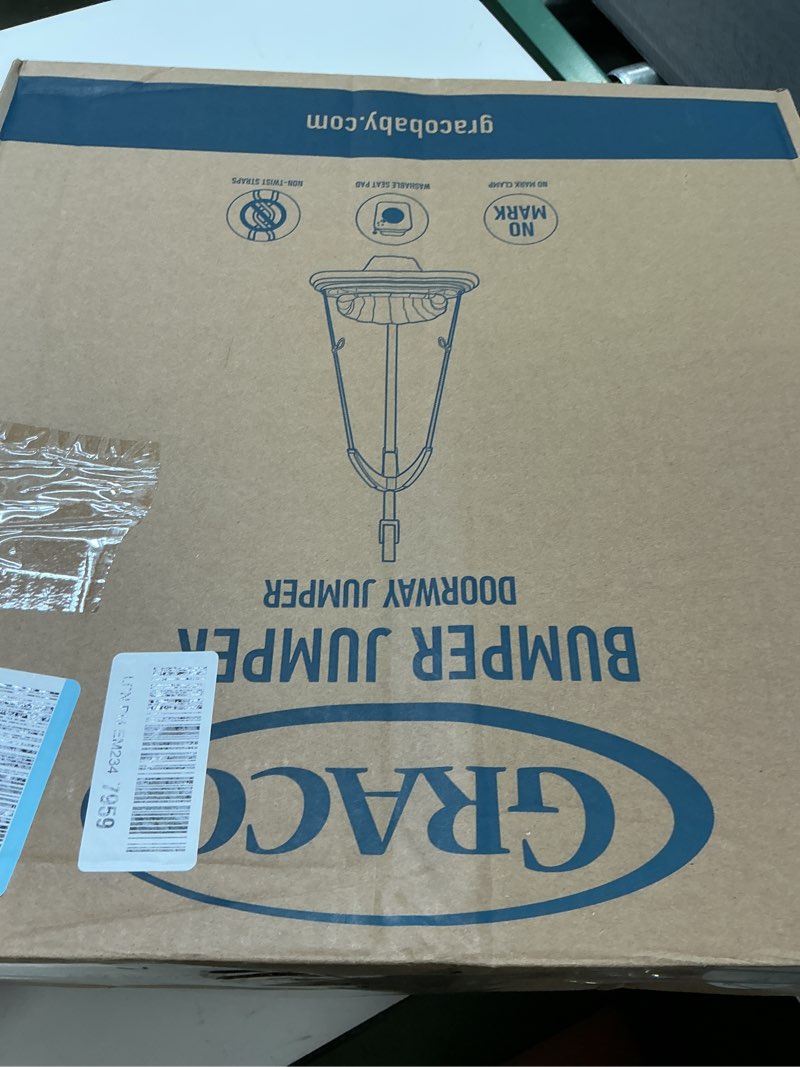 GRACO
BUMPER JUMPER
DOORWAY JUMPER
NO
MARK
NO MARK CLAMP
WASHABLE SEAT PAD
NON-TWIST STRAPS
gracobaby.com
7959